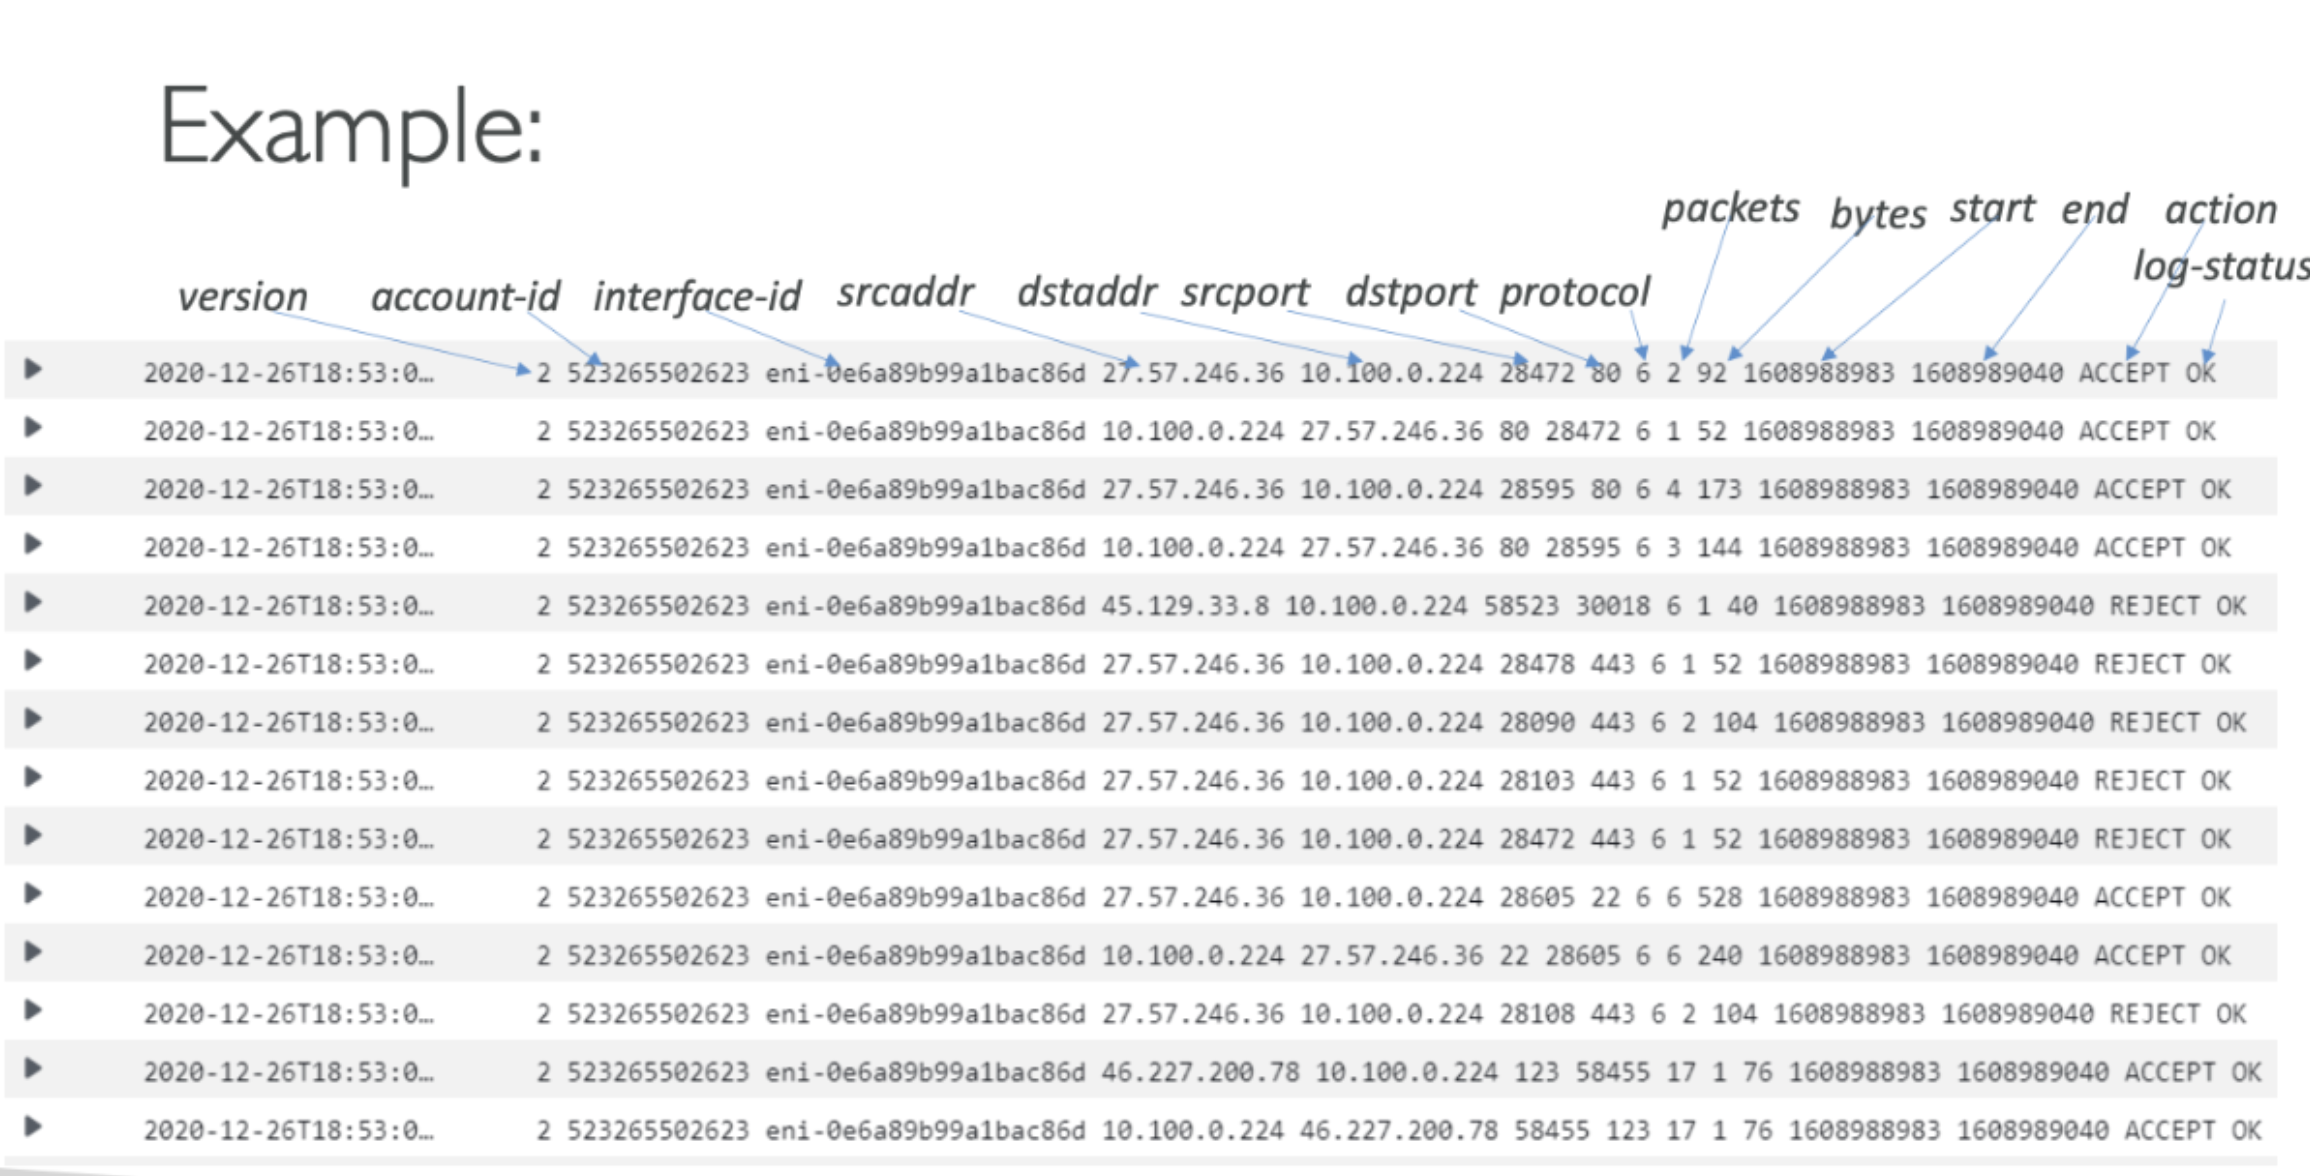 Example:
packets bytes start end action
log-status
version account-id interface-id srcaddr dstaddr srcport dstport protocol
2020-12-26T18:53:0… 2 523265502623 eni-0e6a89b99a1bac86d 27.57.246.36 10.100.0.224 28472 80 6 2 92 1608988983 1608989040 ACCEPT OK
2020-12-26T18:53:0… 2 523265502623 eni-0e6a89b99a1bac86d 10.100.0.224 27.57.246.36 80 28472 6 1 52 1608988983 1608989040 ACCEPT OK
2020-12-26T18:53:0… 2 523265502623 eni-0e6a89b99a1bac86d 27.57.246.36 10.100.0.224 28595 80 6 4 173 1608988983 1608989040 ACCEPT OK
2020-12-26T18:53:0… 2 523265502623 eni-0e6a89b99a1bac86d 10.100.0.224 27.57.246.36 80 28595 6 3 144 1608988983 1608989040 ACCEPT OK
2020-12-26T18:53:0… 2 523265502623 eni-0e6a89b99a1bac86d 45.129.33.8 10.100.0.224 58523 30018 6 1 40 1608988983 1608989040 REJECT OK
2020-12-26T18:53:0… 2 523265502623 eni-0e6a89b99a1bac86d 27.57.246.36 10.100.0.224 28478 443 6 1 52 1608988983 1608989040 REJECT OK
2020-12-26T18:53:0… 2 523265502623 eni-0e6a89b99a1bac86d 27.57.246.36 10.100.0.224 28090 443 6 2 104 1608988983 1608989040 REJECT OK
2020-12-26T18:53:0… 2 523265502623 eni-0e6a89b99a1bac86d 27.57.246.36 10.100.0.224 28103 443 6 1 52 1608988983 1608989040 REJECT OK
2020-12-26T18:53:0… 2 523265502623 eni-0e6a89b99a1bac86d 27.57.246.36 10.100.0.224 28472 443 6 1 52 1608988983 1608989040 REJECT OK
2020-12-26T18:53:0… 2 523265502623 eni-0e6a89b99a1bac86d 27.57.246.36 10.100.0.224 28605 22 6 6 528 1608988983 1608989040 ACCEPT OK
2020-12-26T18:53:0… 2 523265502623 eni-0e6a89b99a1bac86d 10.100.0.224 27.57.246.36 22 28605 6 6 240 1608988983 1608989040 ACCEPT OK
2020-12-26T18:53:0… 2 523265502623 eni-0e6a89b99a1bac86d 27.57.246.36 10.100.0.224 28108 443 6 2 104 1608988983 1608989040 REJECT OK
2020-12-26T18:53:0… 2 523265502623 eni-0e6a89b99a1bac86d 46.227.200.78 10.100.0.224 123 58455 17 1 76 1608988983 1608989040 ACCEPT OK
2020-12-26T18:53:0… 2 523265502623 eni-0e6a89b99a1bac86d 10.100.0.224 46.227.200.78 58455 123 17 1 76 1608988983 1608989040 ACCEPT OK